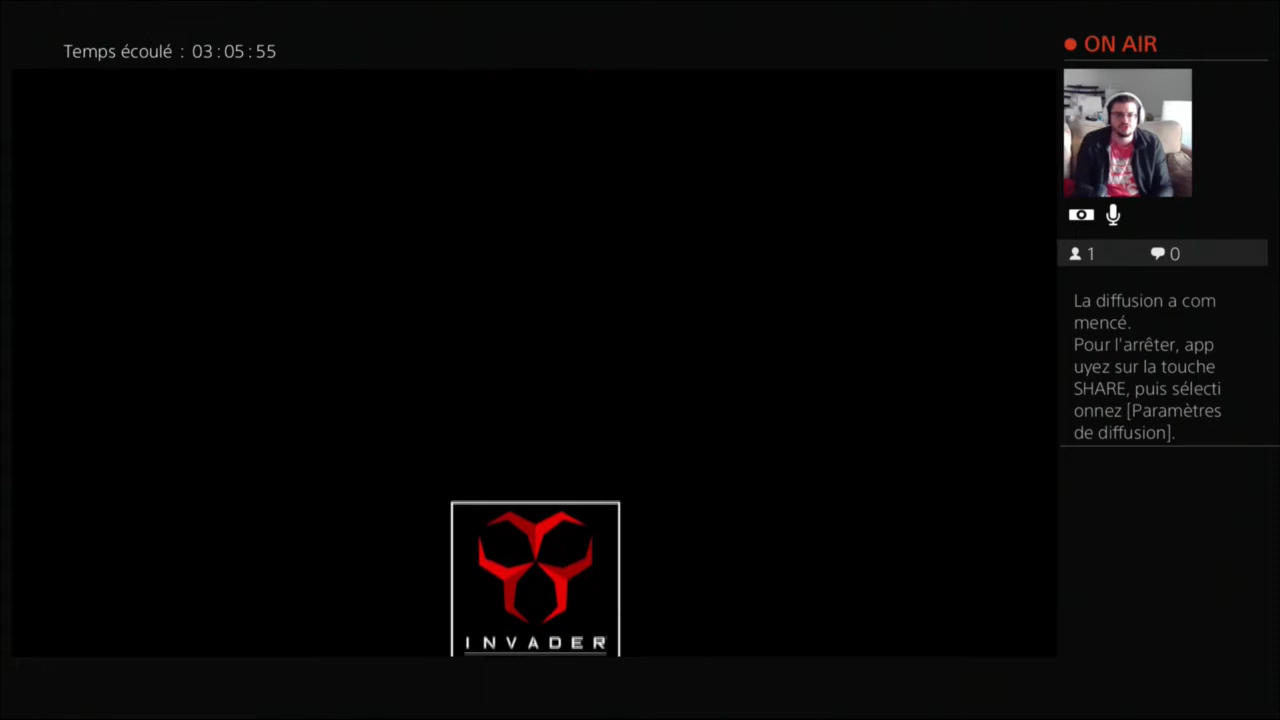 Temps écoulé : 03:05:55
ON AIR
1
0
La diffusion a com
mencé.
Pour l'arrêter, app
uyez sur la touche
SHARE, puis sélecti
onnez [Paramètres
de diffusion].
INVADER